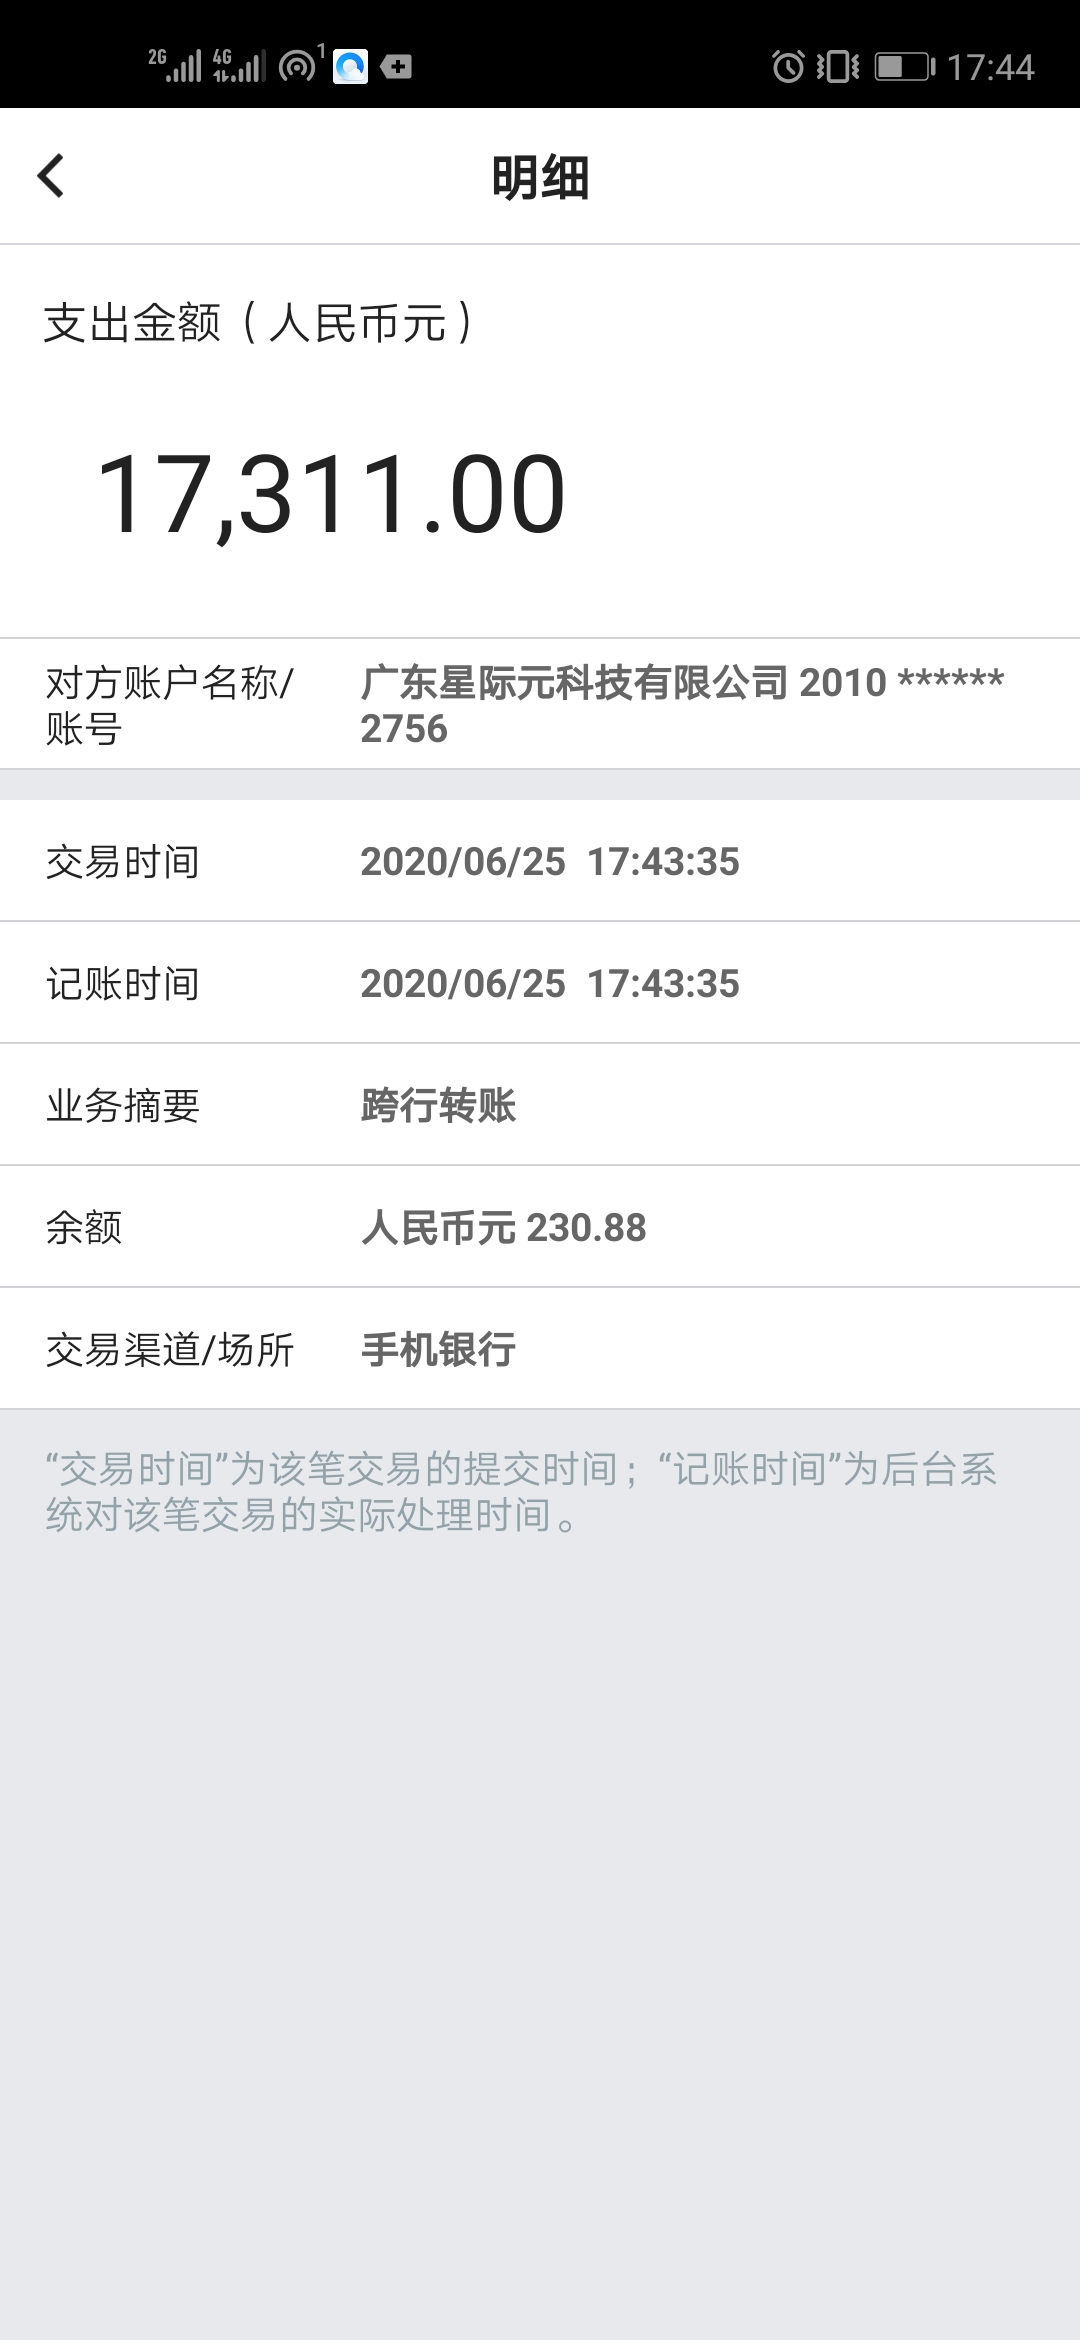 2G 4G 1 17:44
明细
支出金额（人民币元）
17,311.00
对方账户名称/
账号
广东星际元科技有限公司 2010 ******
2756
交易时间 2020/06/25 17:43:35
记账时间 2020/06/25 17:43:35
业务摘要 跨行转账
余额 人民币元 230.88
交易渠道/场所 手机银行
“交易时间”为该笔交易的提交时间；“记账时间”为后台系
统对该笔交易的实际处理时间。